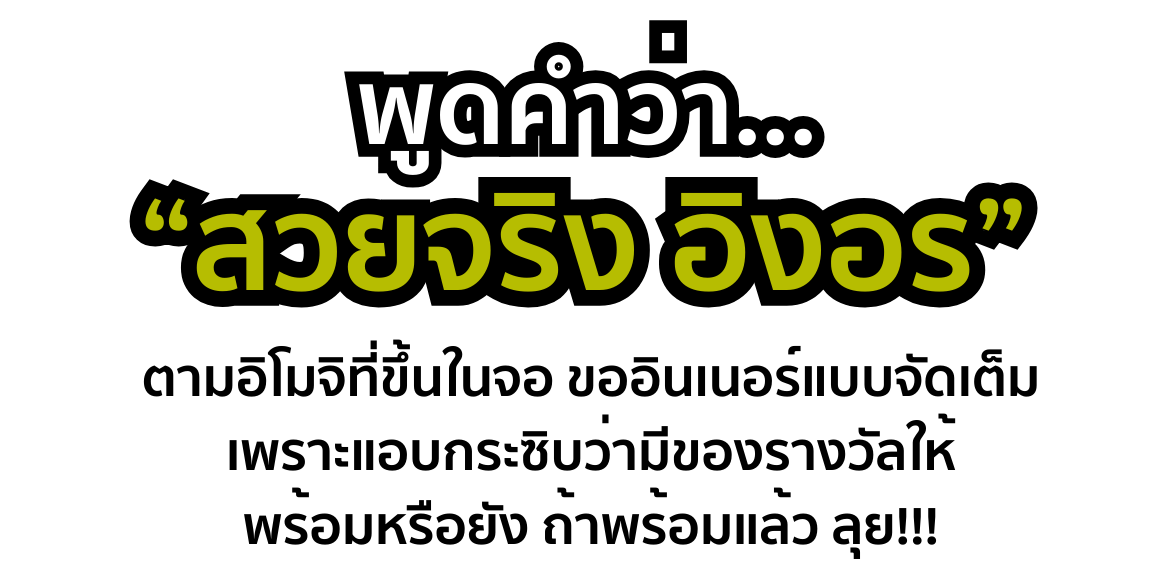 พูดคำว่า...
“สวยจริง อิงอร”
ตามอิโมจิที่ขึ้นในจอ ขออินเนอร์แบบจัดเต็ม
เพราะแอบกระซิบว่ามีของรางวัลให้
พร้อมหรือยัง ถ้าพร้อมแล้ว ลุย!!!